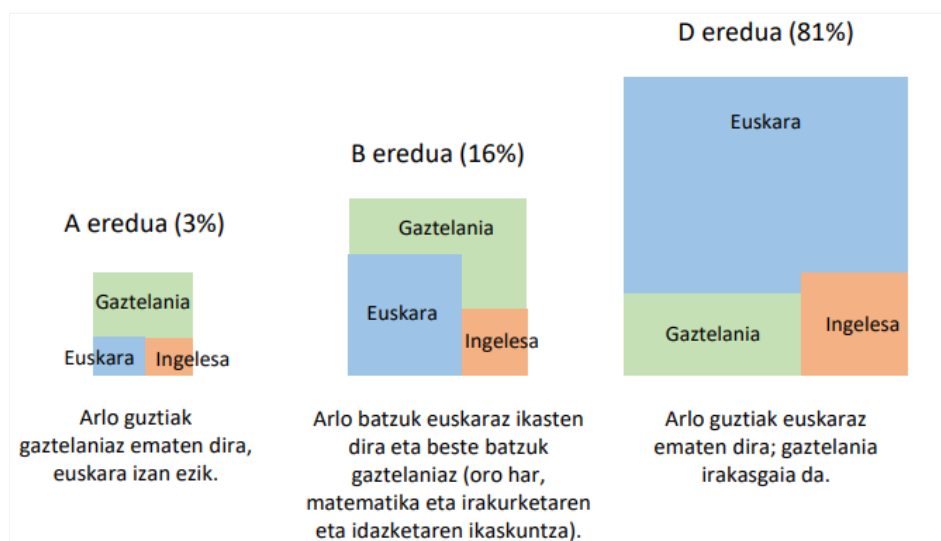 A eredua (3%)
Gaztelania
Euskara
Ingelesa
Arlo guztiak
gaztelaniaz ematen dira,
euskara izan ezik.
B eredua (16%)
Gaztelania
Euskara
Ingelesa
Arlo batzuk euskaraz ikasten
dira eta beste batzuk
gaztelaniaz (oro har,
matematika eta irakurketaren
eta idazketaren ikaskuntza).
D eredua (81%)
Euskara
Gaztelania
Ingelesa
Arlo guztiak euskaraz
ematen dira; gaztelania
irakasgaia da.